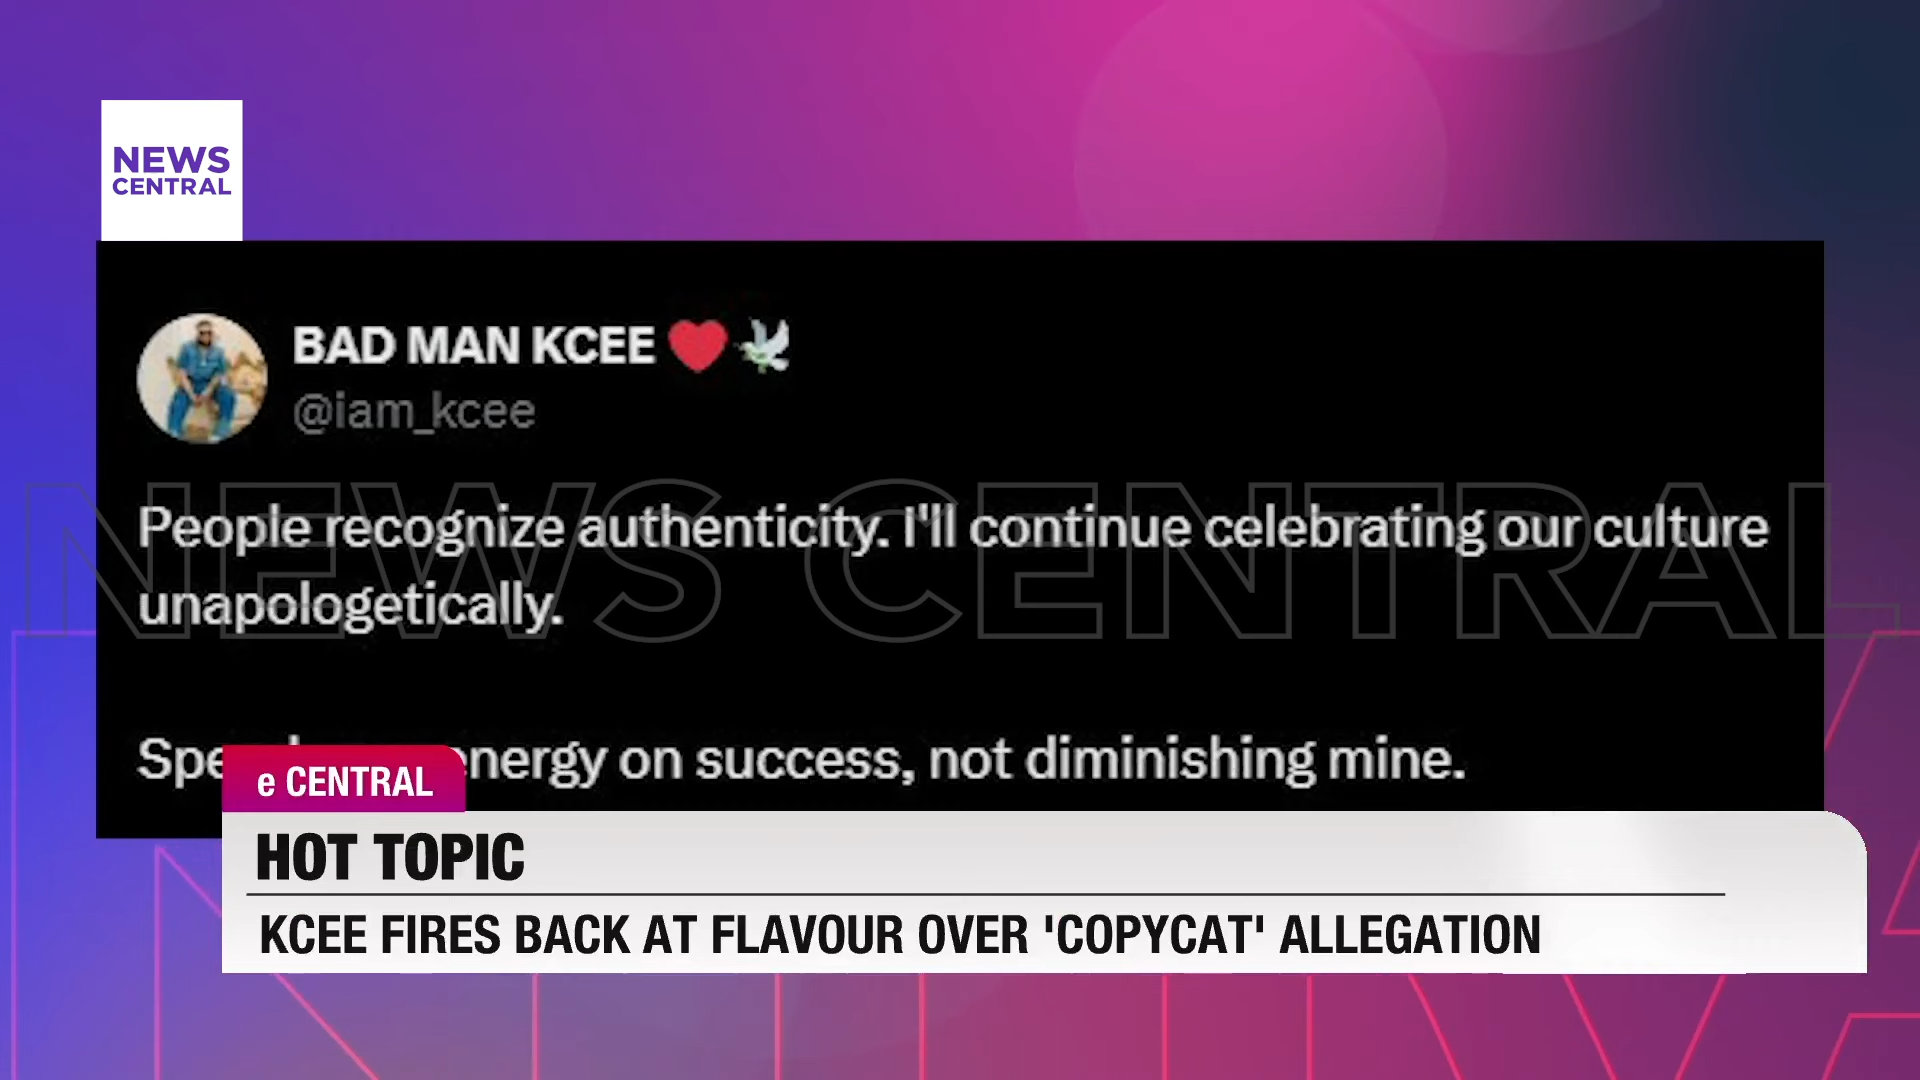 NEWS
CENTRAL
BAD MAN KCEE ❤️ 🕊️
@iam_kcee
People recognize authenticity. I'll continue celebrating our culture
unapologetically.
NEWS CENTRAL
energy on success, not diminishing mine.
e CENTRAL
HOT TOPIC
KCEE FIRES BACK AT FLAVOUR OVER 'COPYCAT' ALLEGATION